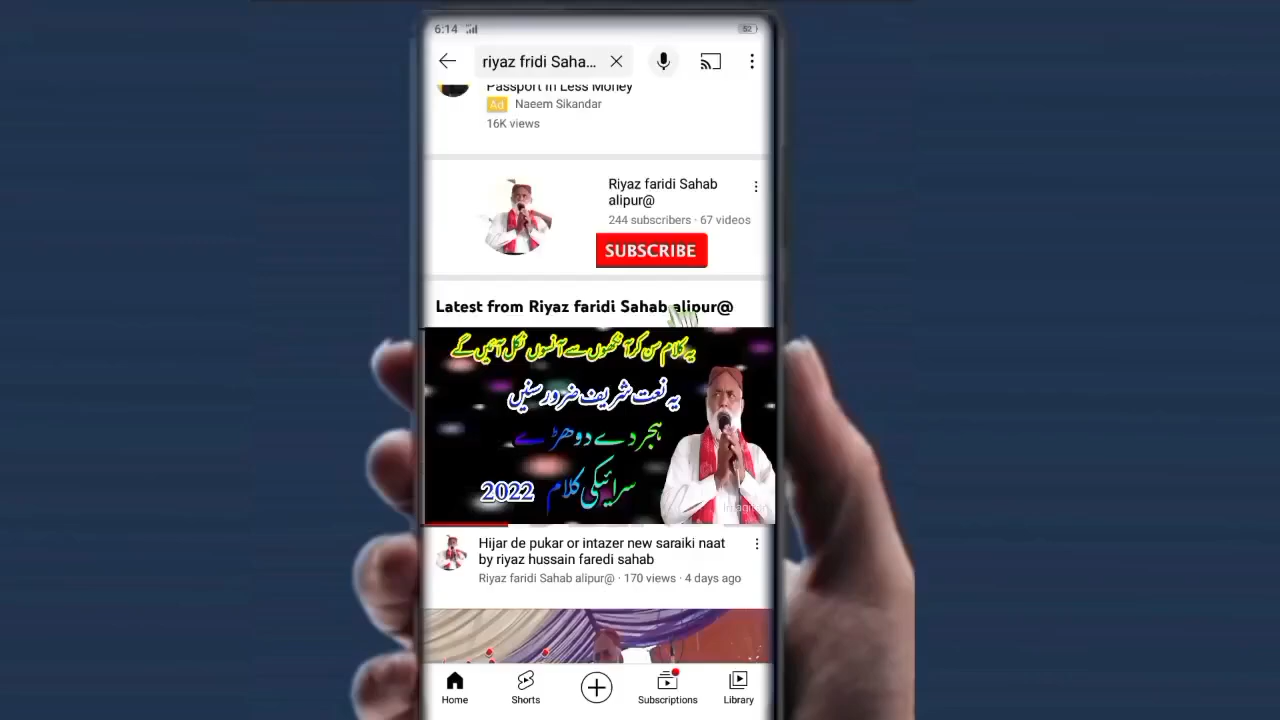 6:14
52
riyaz fridi Saha...
Passport In Less Money
Ad Naeem Sikandar
16K views
Riyaz faridi Sahab
alipur@
244 subscribers · 67 videos
SUBSCRIBE
Latest from Riyaz faridi Sahab alipur@
یہ کلام سن کر آنکھوں سے آنسوں نکل آئیں گے
یہ نعت شریف ضرور سنیں
ہجر دے دوھڑے
سرائیکی کلام 2022
Hijar de pukar or intazer new saraiki naat
by riyaz hussain faredi sahab
Riyaz faridi Sahab alipur@ · 170 views · 4 days ago
Home
Shorts
Subscriptions
Library